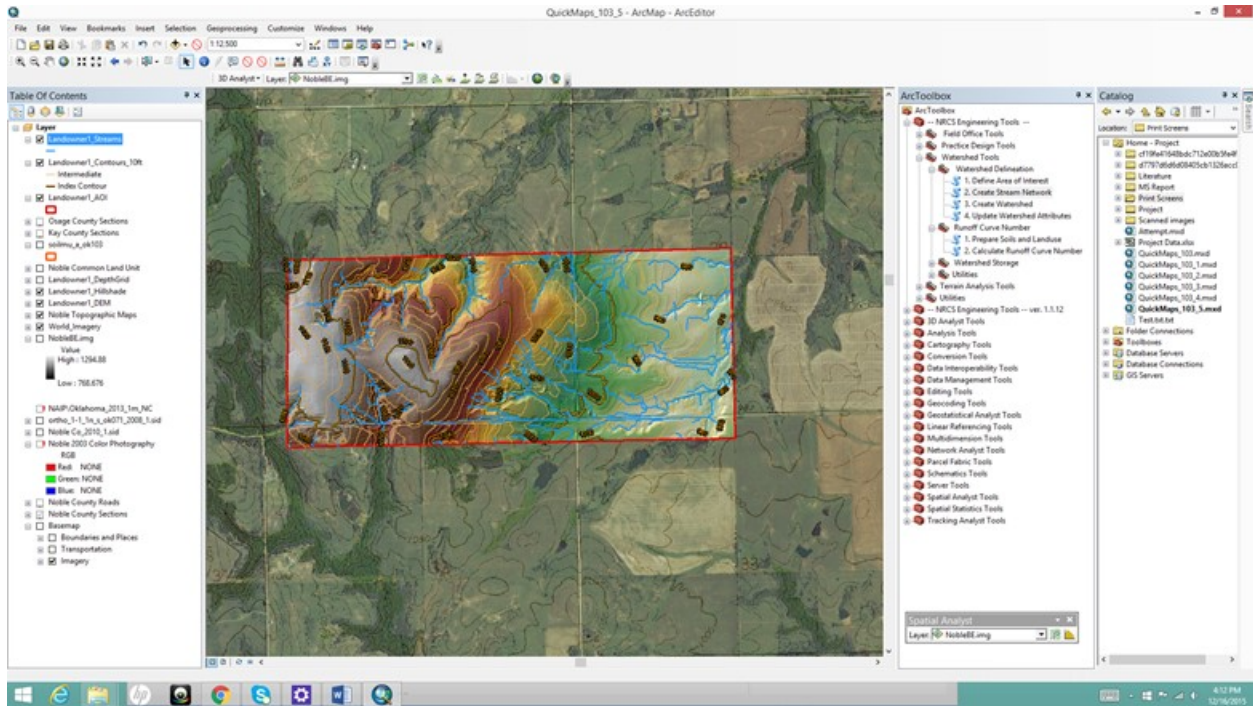 QuickMaps_103_5 - ArcMap - ArcEditor
File Edit View Bookmarks Insert Selection Geoprocessing Customize Windows Help
1:12,500
3D Analyst Layer: NobleBE.img
Table Of Contents
Layer
Landowner1_Streams
Landowner1_Contours_10ft
Intermediate
Index Contour
Landowner1_AOI
Osage County Sections
Kay County Sections
soilmu_a_ok103
Noble Common Land Unit
Landowner1_DepthGrid
Landowner1_Hillshade
Landowner1_DEM
Noble Topographic Maps
World_Imagery
NobleBE.img
Value
High : 1294.88
Low : 768.676
NAIP\Oklahoma_2013_1m_NC
ortho_1-1_1n_s_ok071_2008_1.sid
Noble Co_2010_1.sid
Noble 2003 Color Photography
RGB
Red: NONE
Green: NONE
Blue: NONE
Noble County Roads
Noble County Sections
Basemap
Boundaries and Places
Transportation
Imagery
ArcToolbox
ArcToolbox
-- NRCS Engineering Tools --
Field Office Tools
Practice Design Tools
Watershed Tools
Watershed Delineation
1. Define Area of Interest
2. Create Stream Network
3. Create Watershed
4. Update Watershed Attributes
Runoff Curve Number
1. Prepare Soils and Landuse
2. Calculate Runoff Curve Number
Watershed Storage
Utilities
Terrain Analysis Tools
Utilities
-- NRCS Engineering Tools -- ver. 1.1.12
3D Analyst Tools
Analysis Tools
Cartography Tools
Conversion Tools
Data Interoperability Tools
Data Management Tools
Editing Tools
Geocoding Tools
Geostatistical Analyst Tools
Linear Referencing Tools
Multidimension Tools
Network Analyst Tools
Parcel Fabric Tools
Schematics Tools
Server Tools
Spatial Analyst Tools
Spatial Statistics Tools
Tracking Analyst Tools
Spatial Analyst
Layer: NobleBE.img
Catalog
Location: Print Screens
Home - Project
Literature
MS Report
Print Screens
Project
Scanned images
Attempt.mxd
Project Data.xlsx
QuickMaps_103.mxd
QuickMaps_103_1.mxd
QuickMaps_103_2.mxd
QuickMaps_103_3.mxd
QuickMaps_103_4.mxd
QuickMaps_103_5.mxd
Test.txt.txt
Folder Connections
Toolboxes
Database Servers
Database Connections
GIS Servers
Search
4:12 PM
12/16/2015